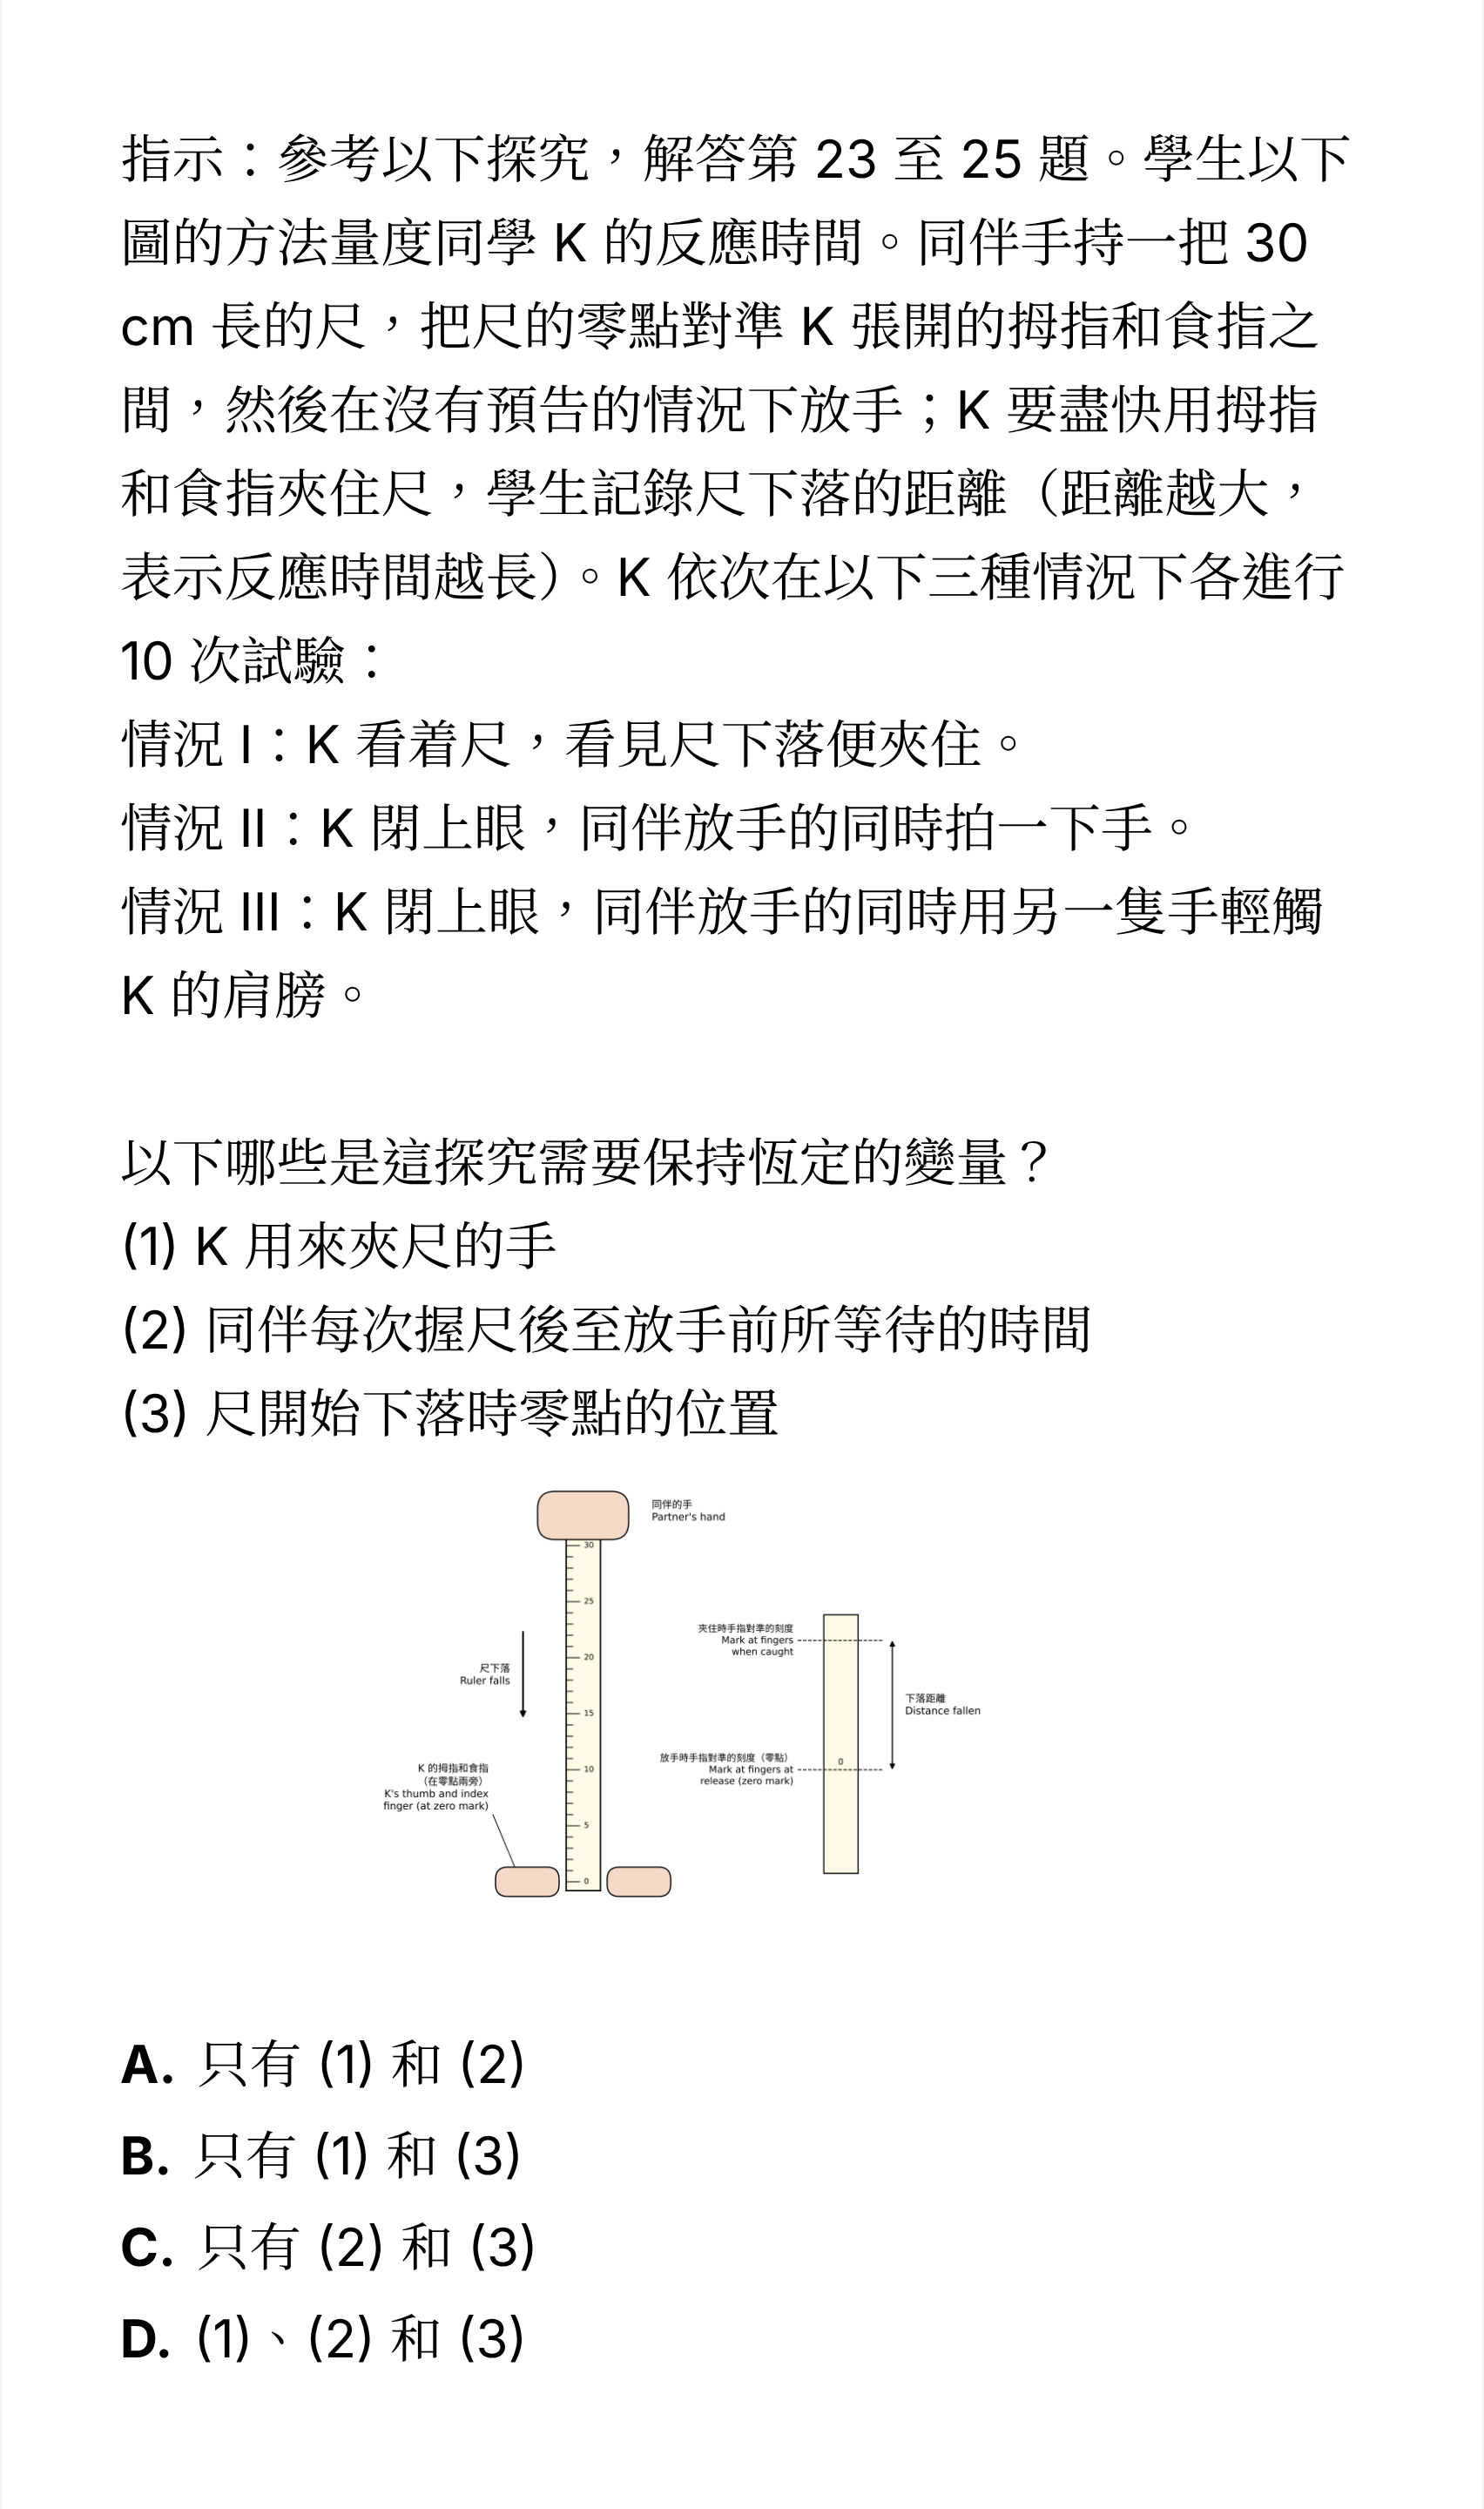 指示：參考以下探究，解答第 23 至 25 題。學生以下
圖的方法量度同學 K 的反應時間。同伴手持一把 30
cm 長的尺，把尺的零點對準 K 張開的拇指和食指之
間，然後在沒有預告的情況下放手；K 要盡快用拇指
和食指夾住尺，學生記錄尺下落的距離（距離越大，
表示反應時間越長）。K 依次在以下三種情況下各進行
10 次試驗：
情況 I：K 看着尺，看見尺下落便夾住。
情況 II：K 閉上眼，同伴放手的同時拍一下手。
情況 III：K 閉上眼，同伴放手的同時用另一隻手輕觸
K 的肩膀。
以下哪些是這探究需要保持恆定的變量？
(1) K 用來夾尺的手
(2) 同伴每次握尺後至放手前所等待的時間
(3) 尺開始下落時零點的位置
同伴的手
Partner's hand
30
25
20
15
10
5
0
尺下落
Ruler falls
K 的拇指和食指
（在零點兩旁）
K's thumb and index
finger (at zero mark)
夾住時手指對準的刻度
Mark at fingers
when caught
放手時手指對準的刻度（零點）
Mark at fingers at
release (zero mark)
0
下落距離
Distance fallen
A. 只有 (1) 和 (2)
B. 只有 (1) 和 (3)
C. 只有 (2) 和 (3)
D. (1)、(2) 和 (3)